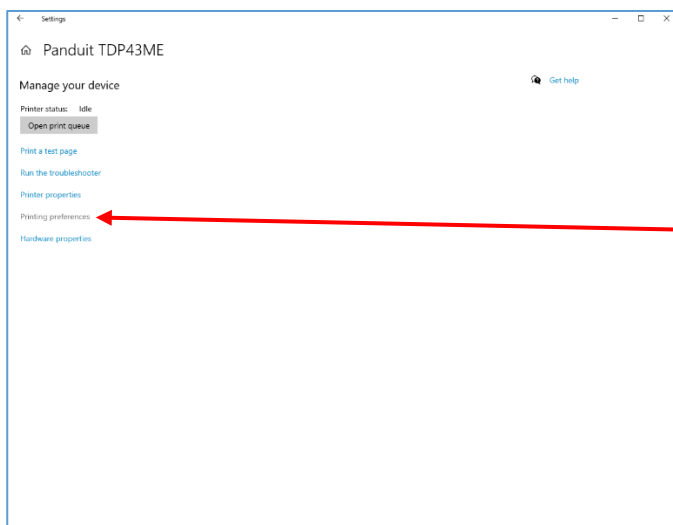 Settings
Panduit TDP43ME
Manage your device
Get help
Printer status: Idle
Open print queue
Print a test page
Run the troubleshooter
Printer properties
Printing preferences
Hardware properties